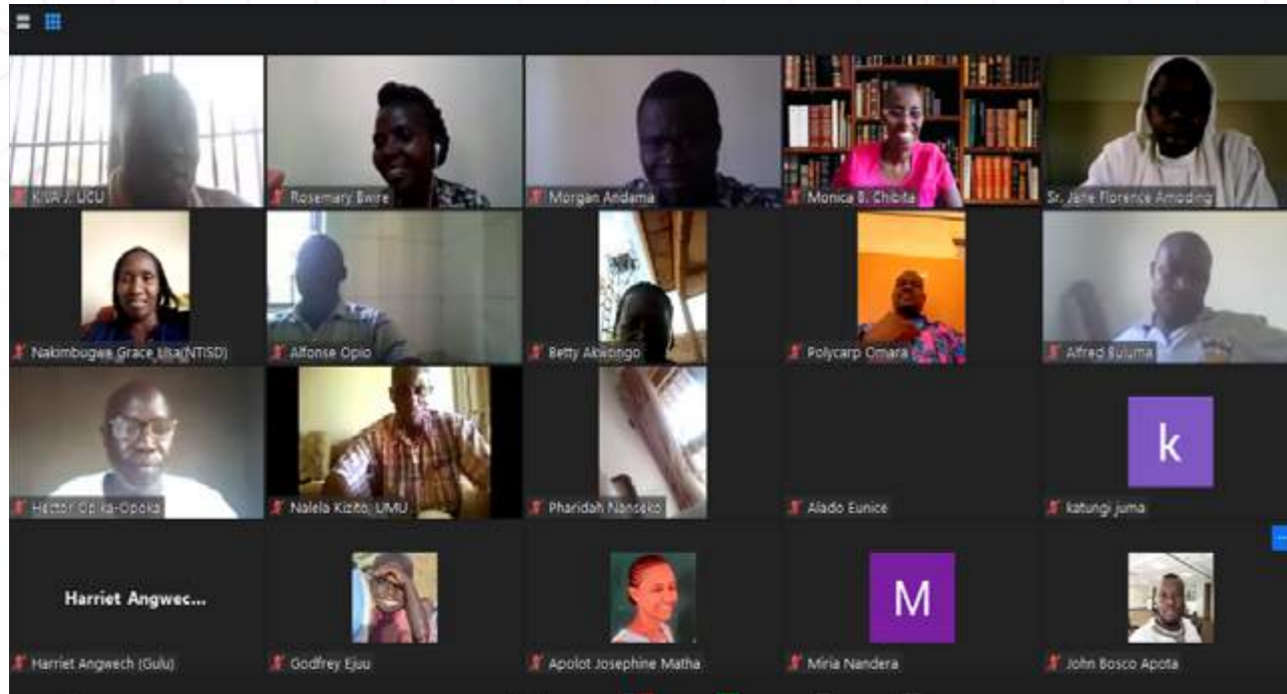 KIVA J. UCU
Rosemary Bwire
Morgan Andama
Monica B. Chibita
Sr. Jane Florence Amoding
Nakimbugwe Grace Lisa(NTISD)
Alfonse Opio
Betty Akwongo
Polycarp Omara
Alfred Buluma
Hector Opika-Opoka
Nalela Kizito, UMU
Pharidah Nanseko
Alado Eunice
k
katungi juma
Harriet Angwec...
Harriet Angwech (Gulu)
Godfrey Ejuu
Apolot Josephine Matha
M
Miria Nandera
John Bosco Apota